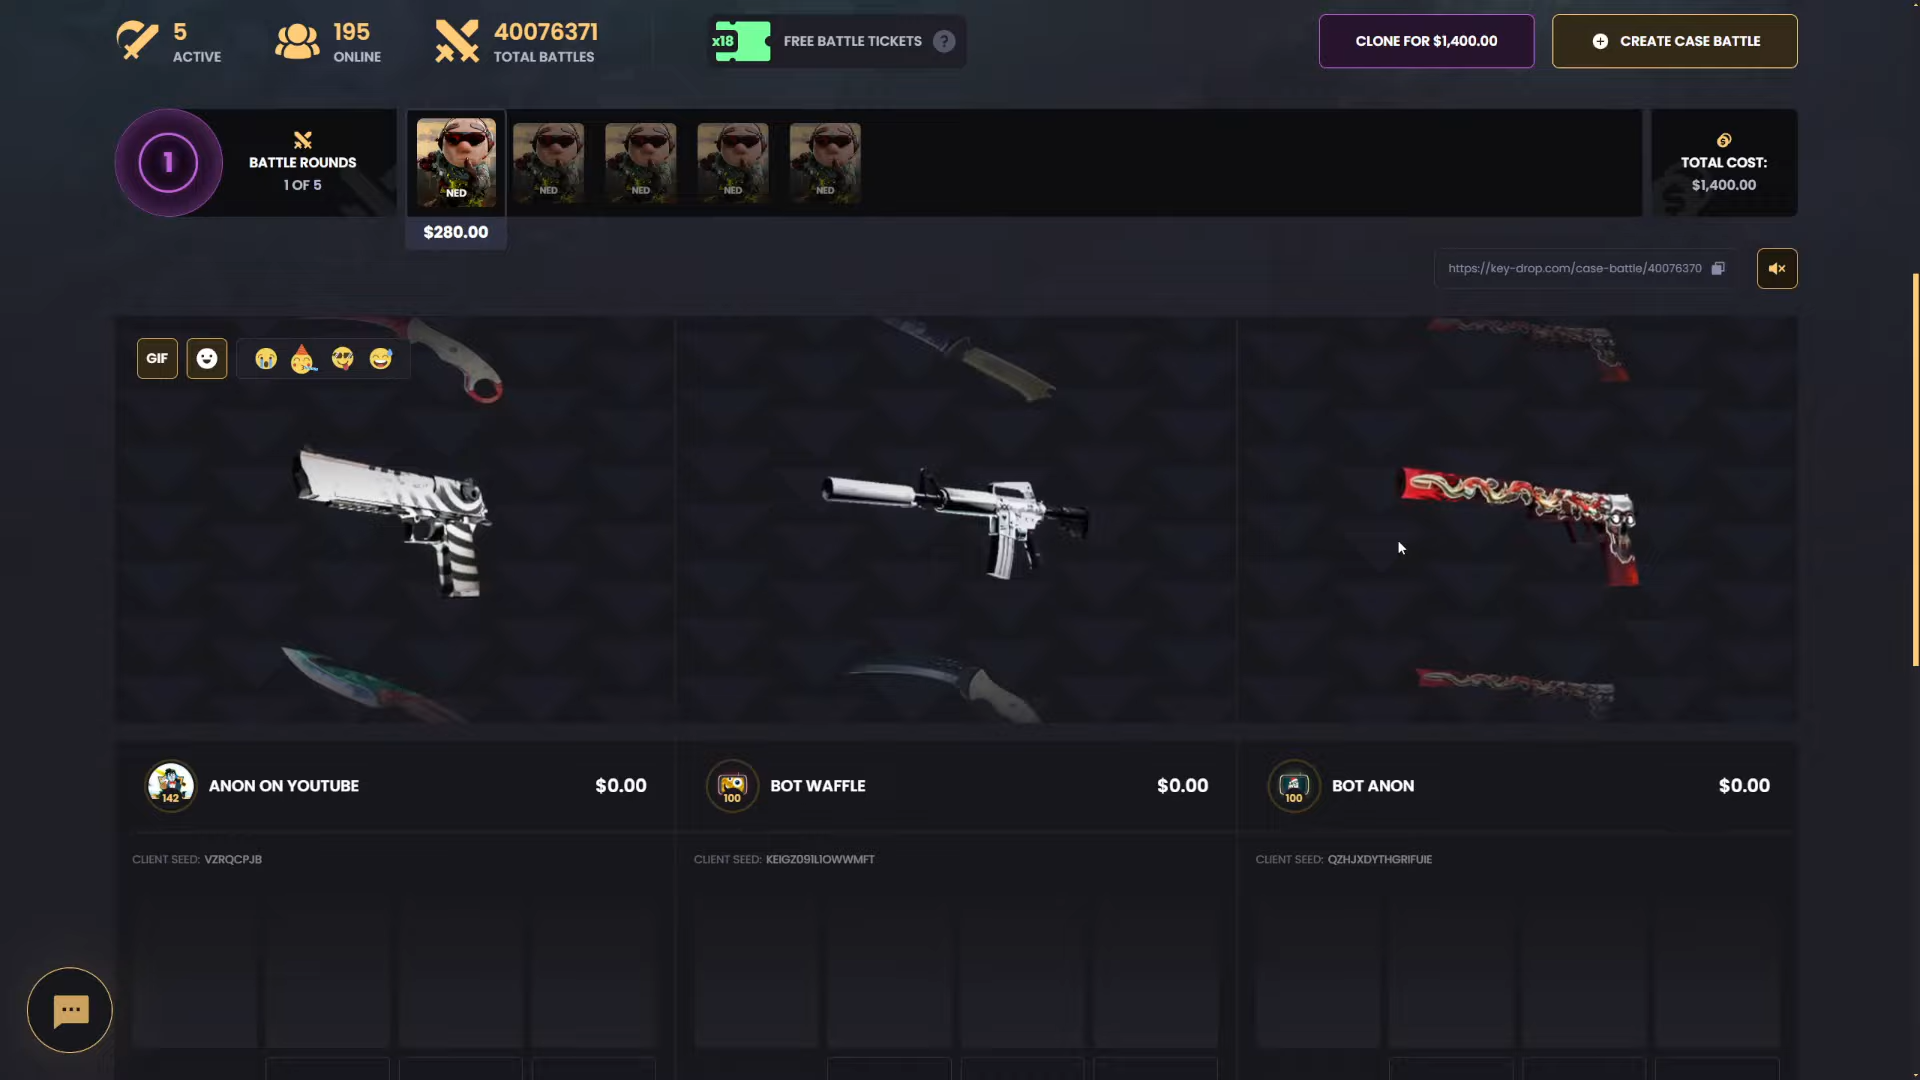 5
ACTIVE
195
ONLINE
40076371
TOTAL BATTLES
x18
FREE BATTLE TICKETS
?
CLONE FOR $1,400.00
CREATE CASE BATTLE
1
BATTLE ROUNDS
1 OF 5
NED
NED
NED
NED
NED
$280.00
TOTAL COST:
$1,400.00
https://key-drop.com/case-battle/40076370
GIF
142
ANON ON YOUTUBE
$0.00
100
BOT WAFFLE
$0.00
100
BOT ANON
$0.00
CLIENT SEED: VZRQCPJB
CLIENT SEED: KEIGZ091L1OWWMFT
CLIENT SEED: QZHJXDYTHGRIFUIE